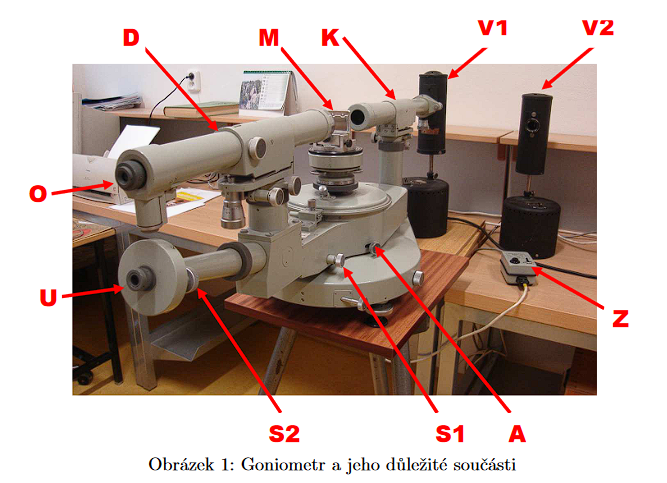 D
M
K
V1
V2
O
U
Z
S2
S1
A
Obrázek 1: Goniometr a jeho důležité součásti